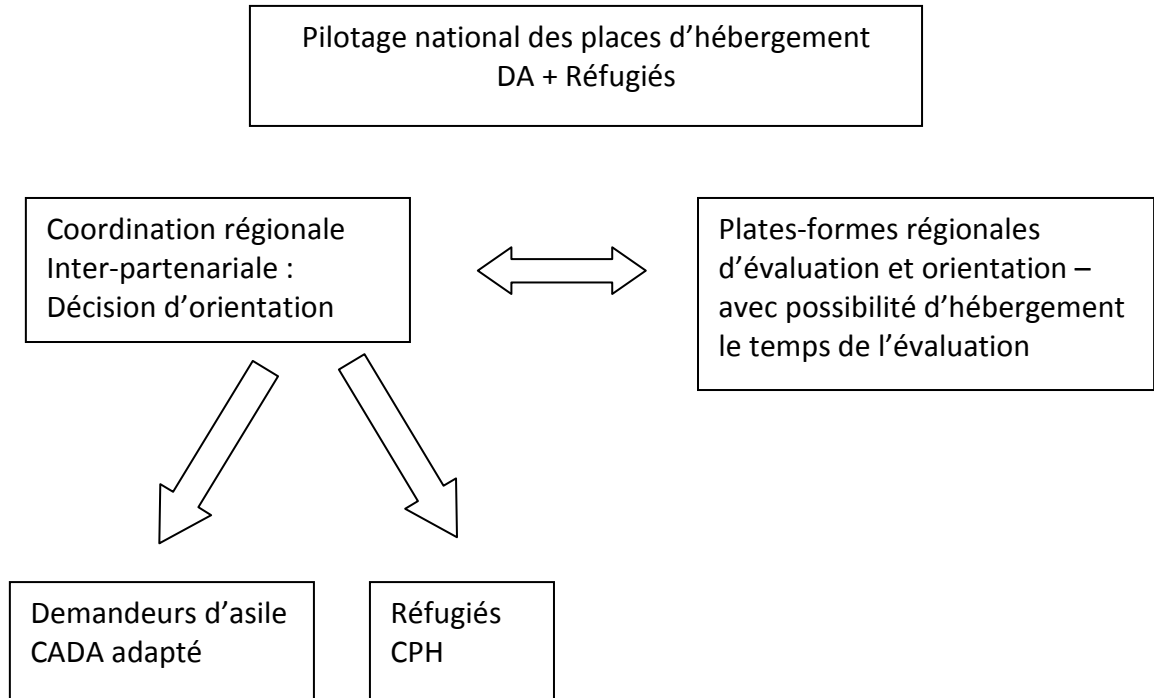 Pilotage national des places d’hébergement
DA + Réfugiés
Coordination régionale
Inter-partenariale :
Décision d’orientation
Plates-formes régionales
d’évaluation et orientation –
avec possibilité d’hébergement
le temps de l’évaluation
Demandeurs d’asile
CADA adapté
Réfugiés
CPH